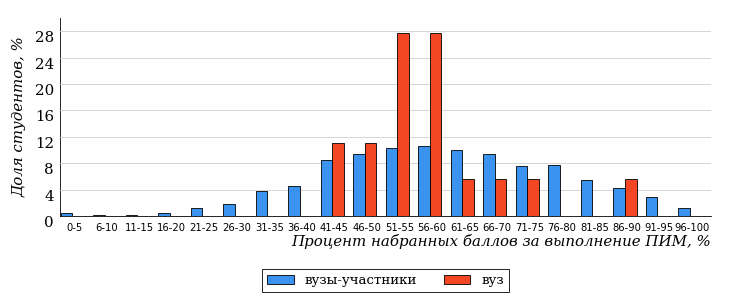 Доля студентов, %
28
24
20
16
12
8
4
0
0-5 6-10 11-15 16-20 21-25 26-30 31-35 36-40 41-45 46-50 51-55 56-60 61-65 66-70 71-75 76-80 81-85 86-90 91-95 96-100
Процент набранных баллов за выполнение ПИМ, %
вузы-участники вуз